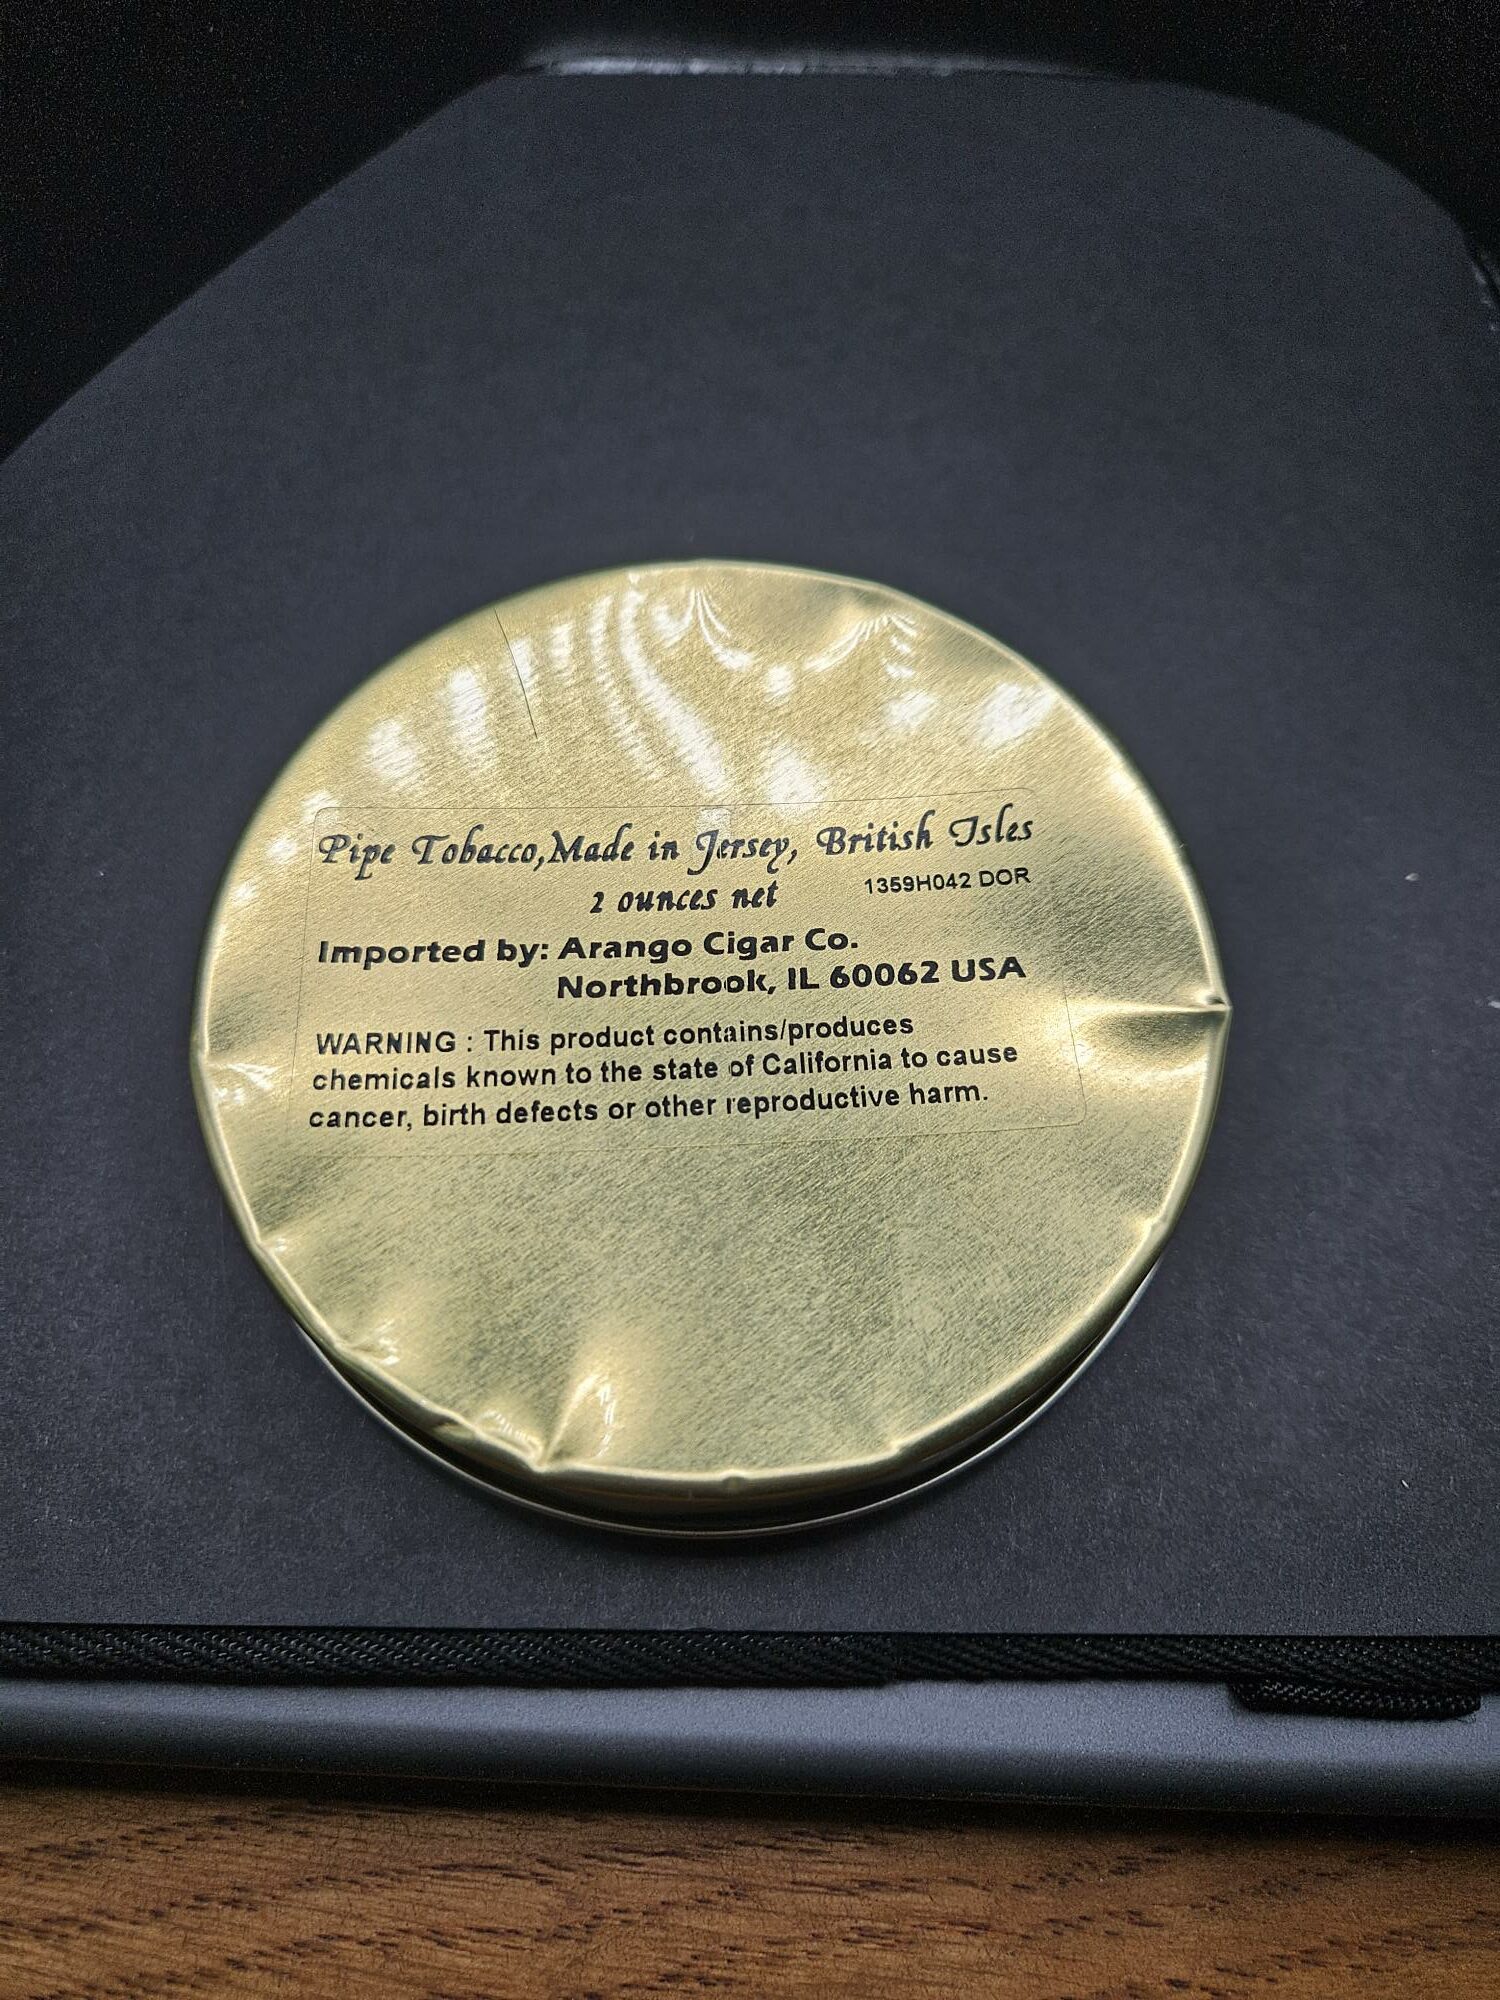 Pipe Tobacco,Made in Jersey, British Isles
2 ounces net 1359H042 DOR
Imported by: Arango Cigar Co.
Northbrook, IL 60062 USA
WARNING : This product contains/produces
chemicals known to the state of California to cause
cancer, birth defects or other reproductive harm.